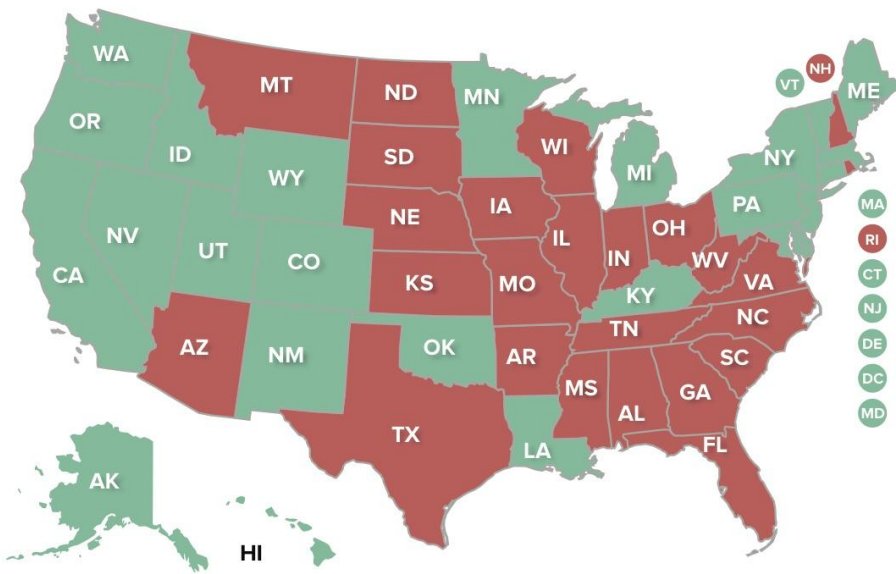 WA
MT
ND
MN
VT
NH
ME
OR
ID
SD
WI
NY
WY
MI
NE
IA
PA
MA
NV
UT
CO
IL
IN
OH
WV
RI
CA
KS
MO
KY
VA
CT
AZ
NM
OK
AR
TN
NC
NJ
SC
DE
MS
AL
GA
DC
TX
LA
FL
MD
AK
HI